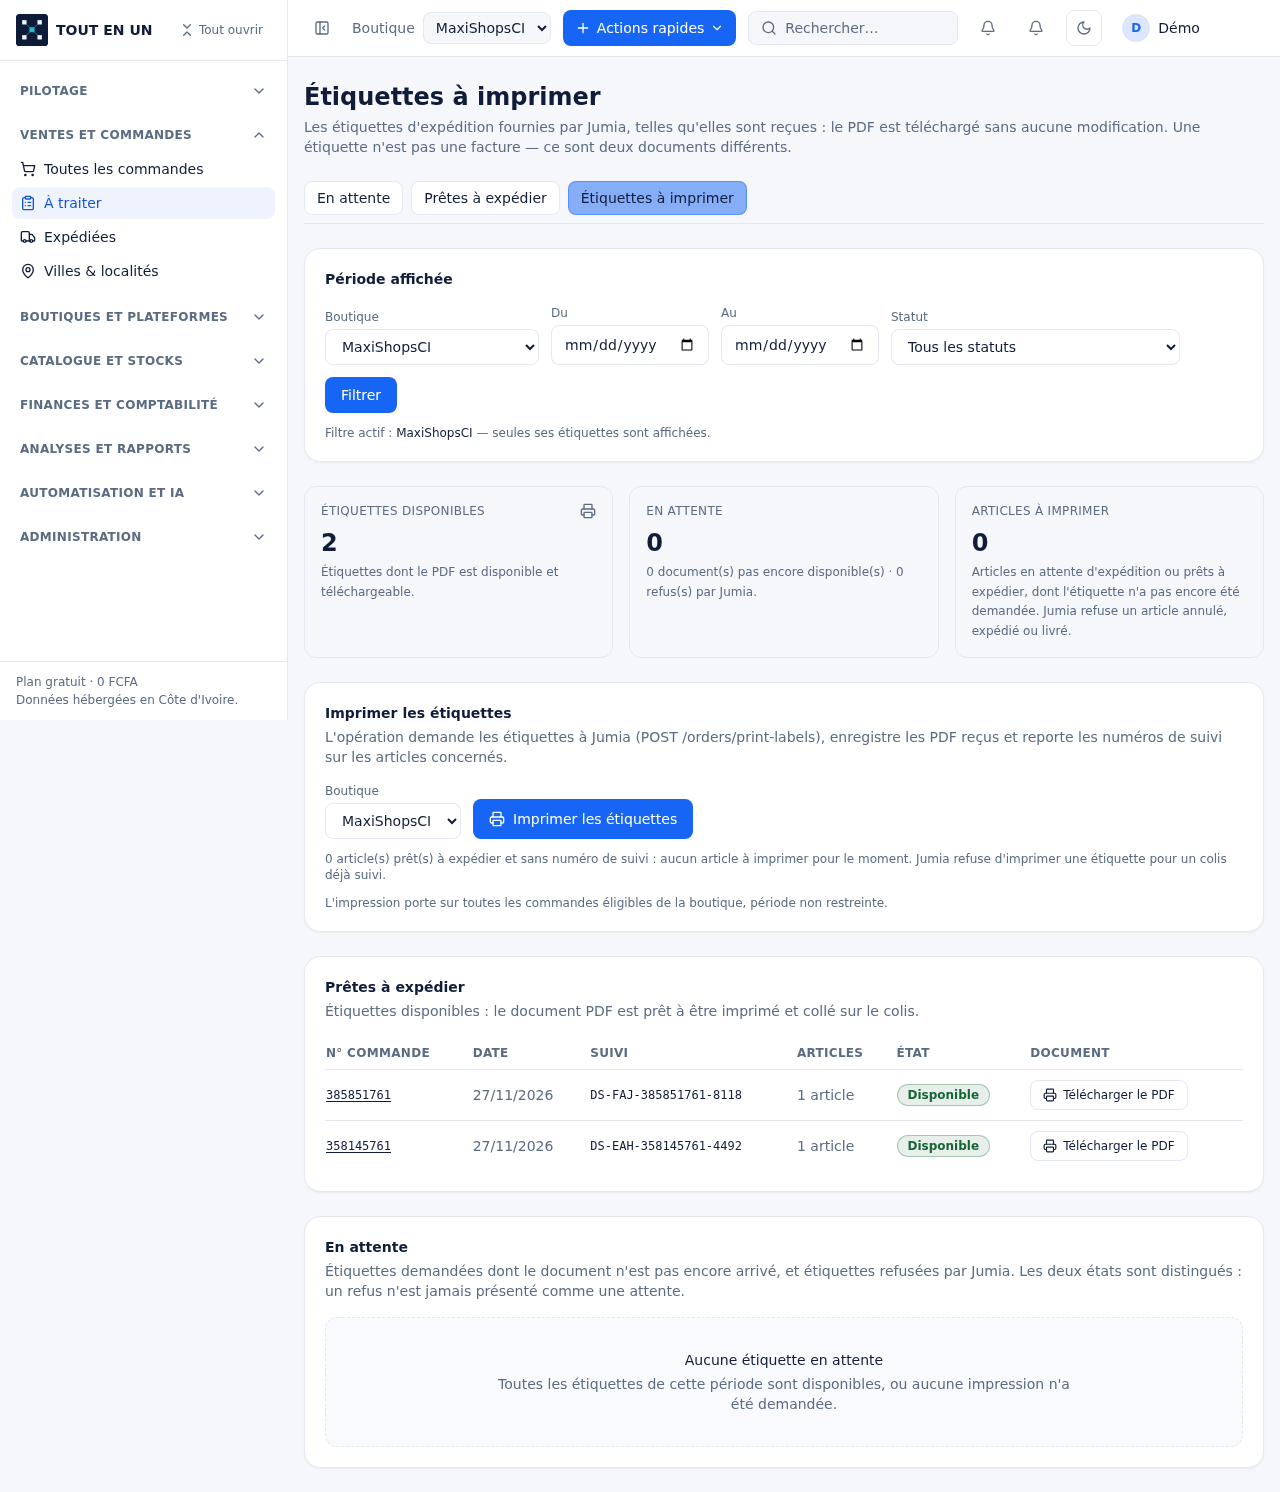 TOUT EN UN
Tout ouvrir
PILOTAGE
VENTES ET COMMANDES
Toutes les commandes
À traiter
Expédiées
Villes & localités
BOUTIQUES ET PLATEFORMES
CATALOGUE ET STOCKS
FINANCES ET COMPTABILITÉ
ANALYSES ET RAPPORTS
AUTOMATISATION ET IA
ADMINISTRATION
Plan gratuit · 0 FCFA
Données hébergées en Côte d'Ivoire.
Boutique
MaxiShopsCI
Actions rapides
Rechercher…
D
Démo
Étiquettes à imprimer
Les étiquettes d'expédition fournies par Jumia, telles qu'elles sont reçues : le PDF est téléchargé sans aucune modification. Une
étiquette n'est pas une facture — ce sont deux documents différents.
En attente
Prêtes à expédier
Étiquettes à imprimer
Période affichée
Boutique
Du
Au
Statut
MaxiShopsCI
mm/dd/yyyy
mm/dd/yyyy
Tous les statuts
Filtrer
Filtre actif : MaxiShopsCI — seules ses étiquettes sont affichées.
ÉTIQUETTES DISPONIBLES
2
Étiquettes dont le PDF est disponible et
téléchargeable.
EN ATTENTE
0
0 document(s) pas encore disponible(s) · 0
refus(s) par Jumia.
ARTICLES À IMPRIMER
0
Articles en attente d'expédition ou prêts à
expédier, dont l'étiquette n'a pas encore été
demandée. Jumia refuse un article annulé,
expédié ou livré.
Imprimer les étiquettes
L'opération demande les étiquettes à Jumia (POST /orders/print-labels), enregistre les PDF reçus et reporte les numéros de suivi
sur les articles concernés.
Boutique
MaxiShopsCI
Imprimer les étiquettes
0 article(s) prêt(s) à expédier et sans numéro de suivi : aucun article à imprimer pour le moment. Jumia refuse d'imprimer une étiquette pour un colis
déjà suivi.
L'impression porte sur toutes les commandes éligibles de la boutique, période non restreinte.
Prêtes à expédier
Étiquettes disponibles : le document PDF est prêt à être imprimé et collé sur le colis.
N° COMMANDE DATE SUIVI ARTICLES ÉTAT DOCUMENT
385851761 27/11/2026 DS-FAJ-385851761-8118 1 article Disponible Télécharger le PDF
358145761 27/11/2026 DS-EAH-358145761-4492 1 article Disponible Télécharger le PDF
En attente
Étiquettes demandées dont le document n'est pas encore arrivé, et étiquettes refusées par Jumia. Les deux états sont distingués :
un refus n'est jamais présenté comme une attente.
Aucune étiquette en attente
Toutes les étiquettes de cette période sont disponibles, ou aucune impression n'a
été demandée.